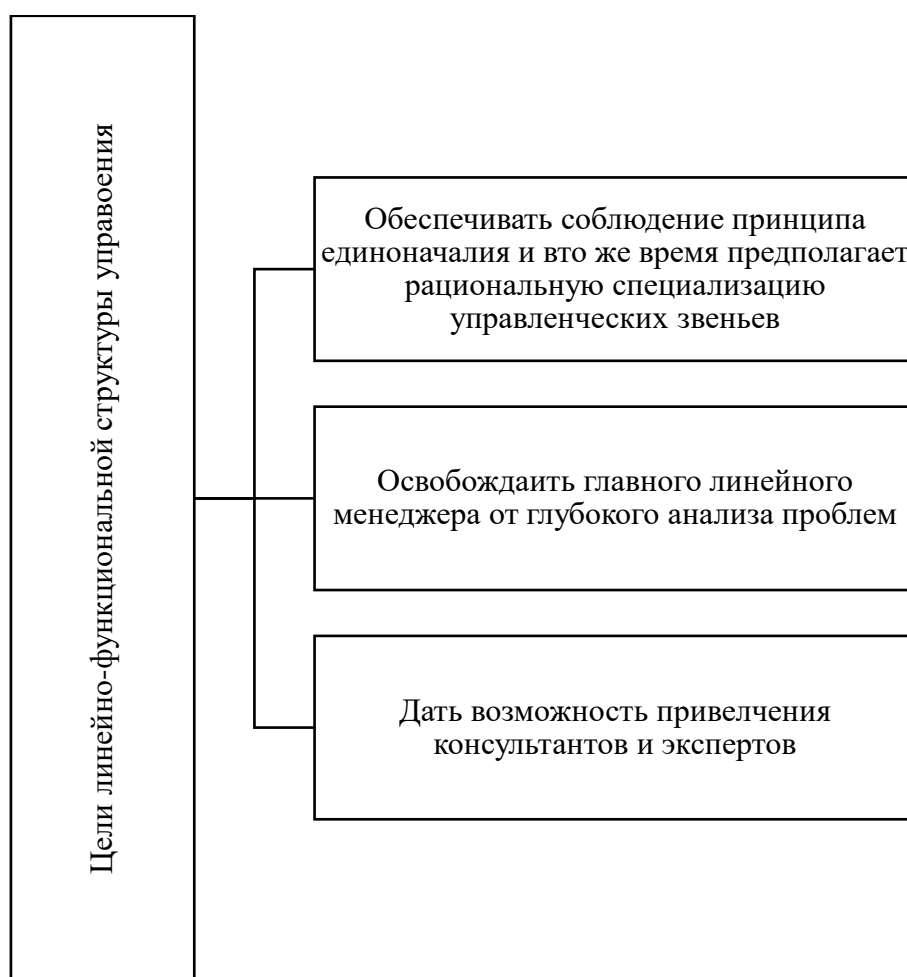 Цели линейно-функциональной структуры управоения
Обеспечивать соблюдение принципа
единоначалия и вто же время предполагает
рациональную специализацию
управленческих звеньев
Освобождаить главного линейного
менеджера от глубокого анализа проблем
Дать возможность привелчения
консультантов и экспертов